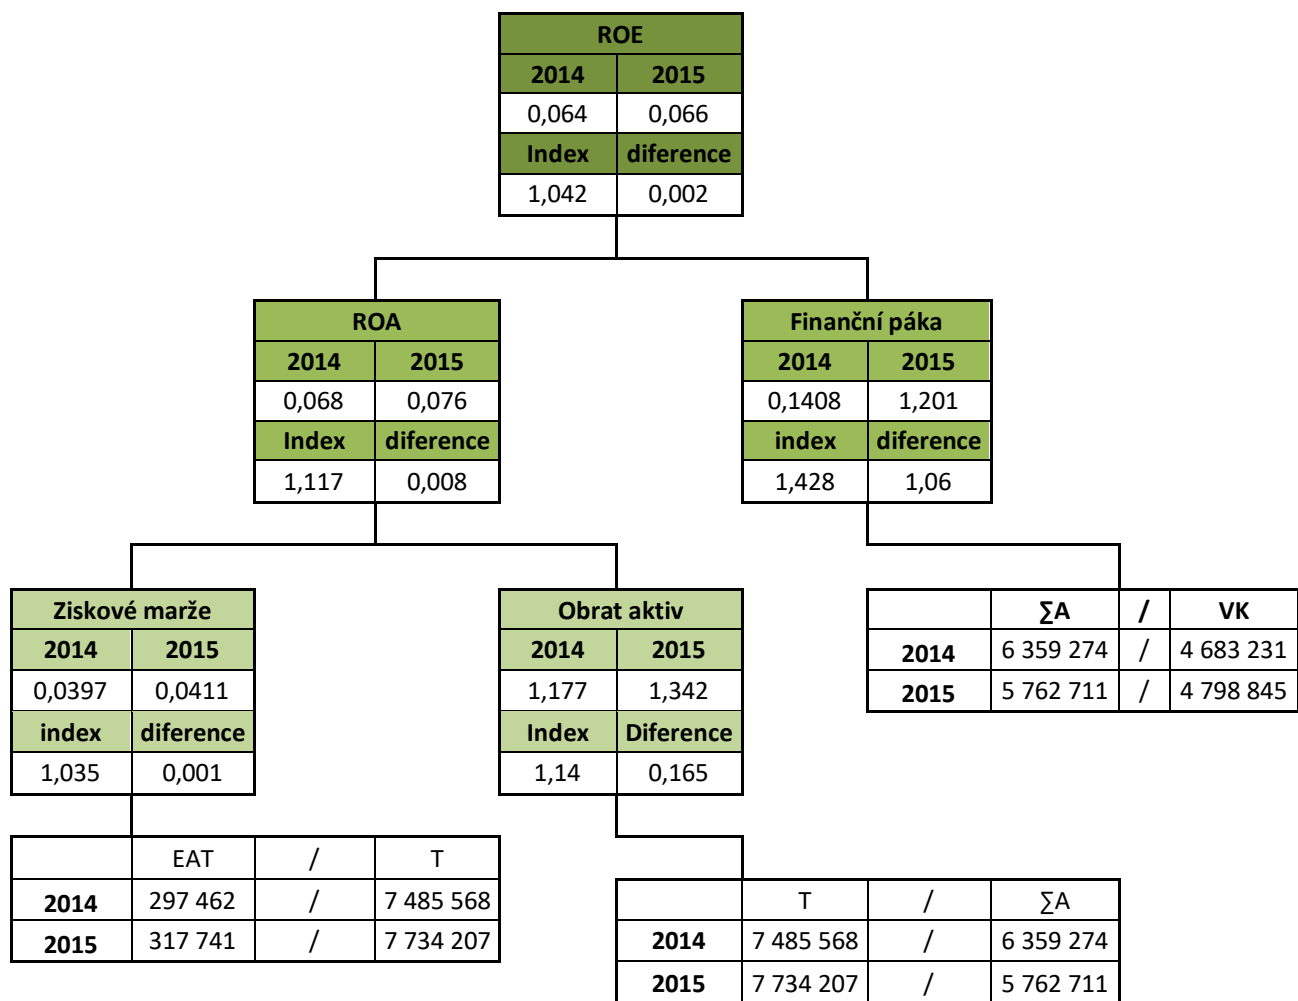 ROE
2014 2015
0,064 0,066
Index diference
1,042 0,002
ROA
2014 2015
0,068 0,076
Index diference
1,117 0,008
Finanční páka
2014 2015
0,1408 1,201
index diference
1,428 1,06
Ziskové marže
2014 2015
0,0397 0,0411
index diference
1,035 0,001
Obrat aktiv
2014 2015
1,177 1,342
Index Diference
1,14 0,165
∑A / VK
2014 6 359 274 / 4 683 231
2015 5 762 711 / 4 798 845
EAT / T
2014 297 462 / 7 485 568
2015 317 741 / 7 734 207
T / ∑A
2014 7 485 568 / 6 359 274
2015 7 734 207 / 5 762 711